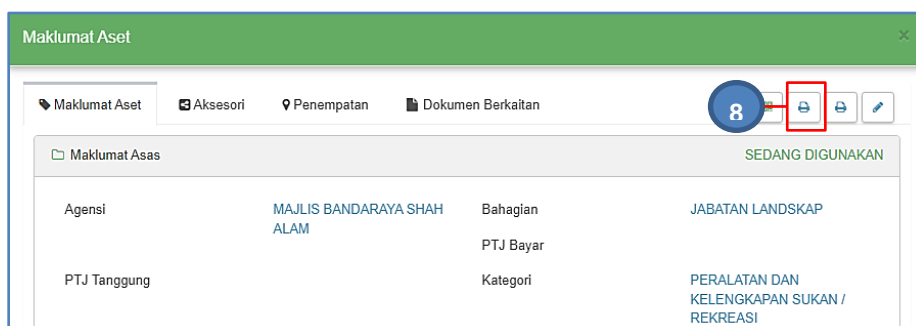 Maklumat Aset
×
Maklumat Aset Aksesori Penempatan Dokumen Berkaitan
8
Maklumat Asas SEDANG DIGUNAKAN
Agensi MAJLIS BANDARAYA SHAH ALAM Bahagian JABATAN LANDSKAP
PTJ Bayar
PTJ Tanggung Kategori PERALATAN DAN
KELENGKAPAN SUKAN /
REKREASI